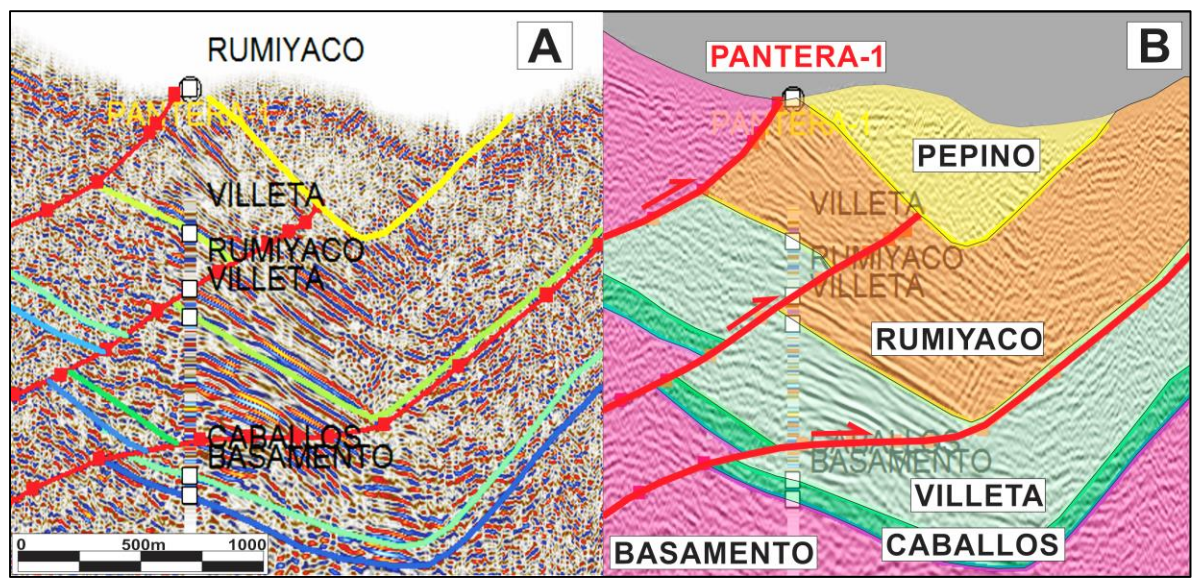 RUMIYACO
A
PANTERA-1
VILLETA
RUMIYACO
VILLETA
CABALLOS
BASAMENTO
0 500m 1000
PANTERA-1
B
PANTERA-1
PEPINO
VILLETA
RUMIYACO
VILLETA
RUMIYACO
CABALLOS
BASAMENTO
VILLETA
CABALLOS
BASAMENTO